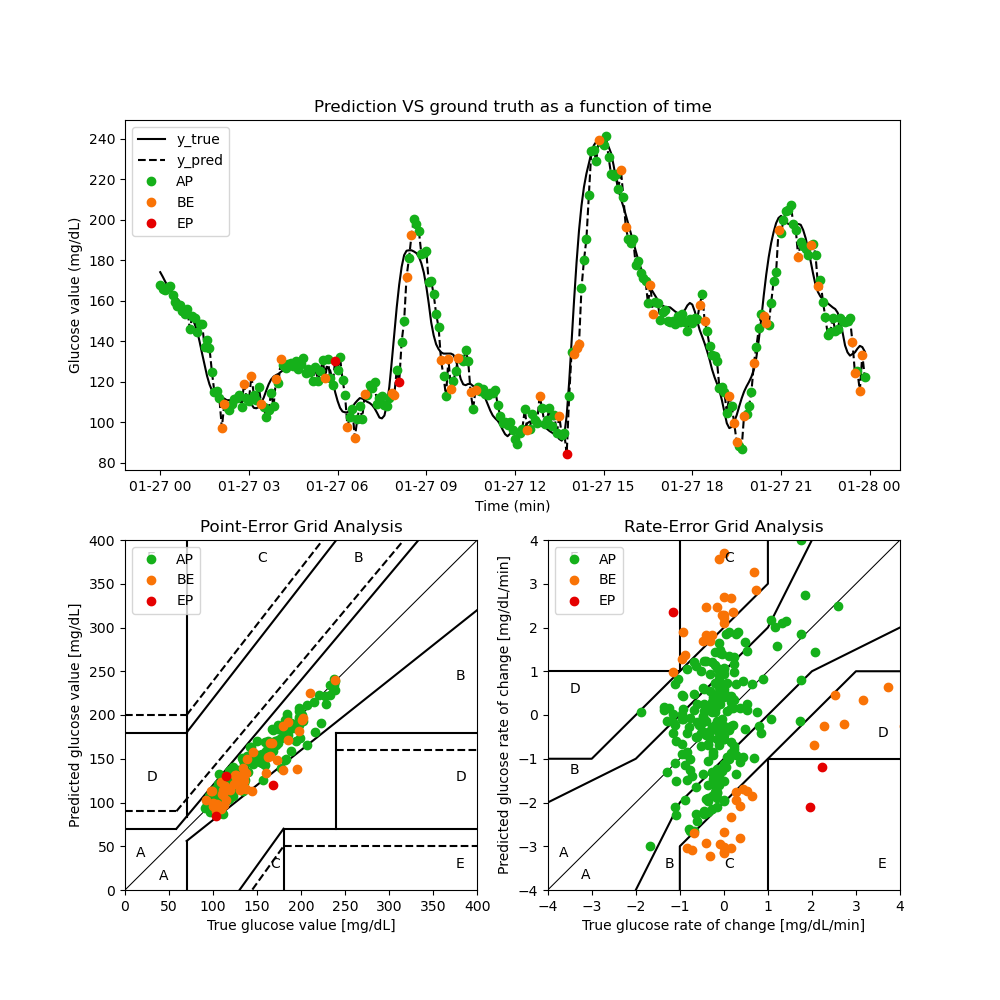 Prediction VS ground truth as a function of time
Glucose value (mg/dL)
240
220
200
180
160
140
120
100
80
y_true
y_pred
AP
BE
EP
01-27 00 01-27 03 01-27 06 01-27 09 01-27 12 01-27 15 01-27 18 01-27 21 01-28 00
Time (min)
Point-Error Grid Analysis
Predicted glucose value [mg/dL]
400
350
300
250
200
150
100
50
0
AP
BE
EP
C B
B
D D
A
A
C E
0 50 100 150 200 250 300 350 400
True glucose value [mg/dL]
Rate-Error Grid Analysis
Predicted glucose rate of change [mg/dL/min]
4
3
2
1
0
−1
−2
−3
−4
AP
BE
EP
C
D
D
B
A
A
B C E
−4 −3 −2 −1 0 1 2 3 4
True glucose rate of change [mg/dL/min]